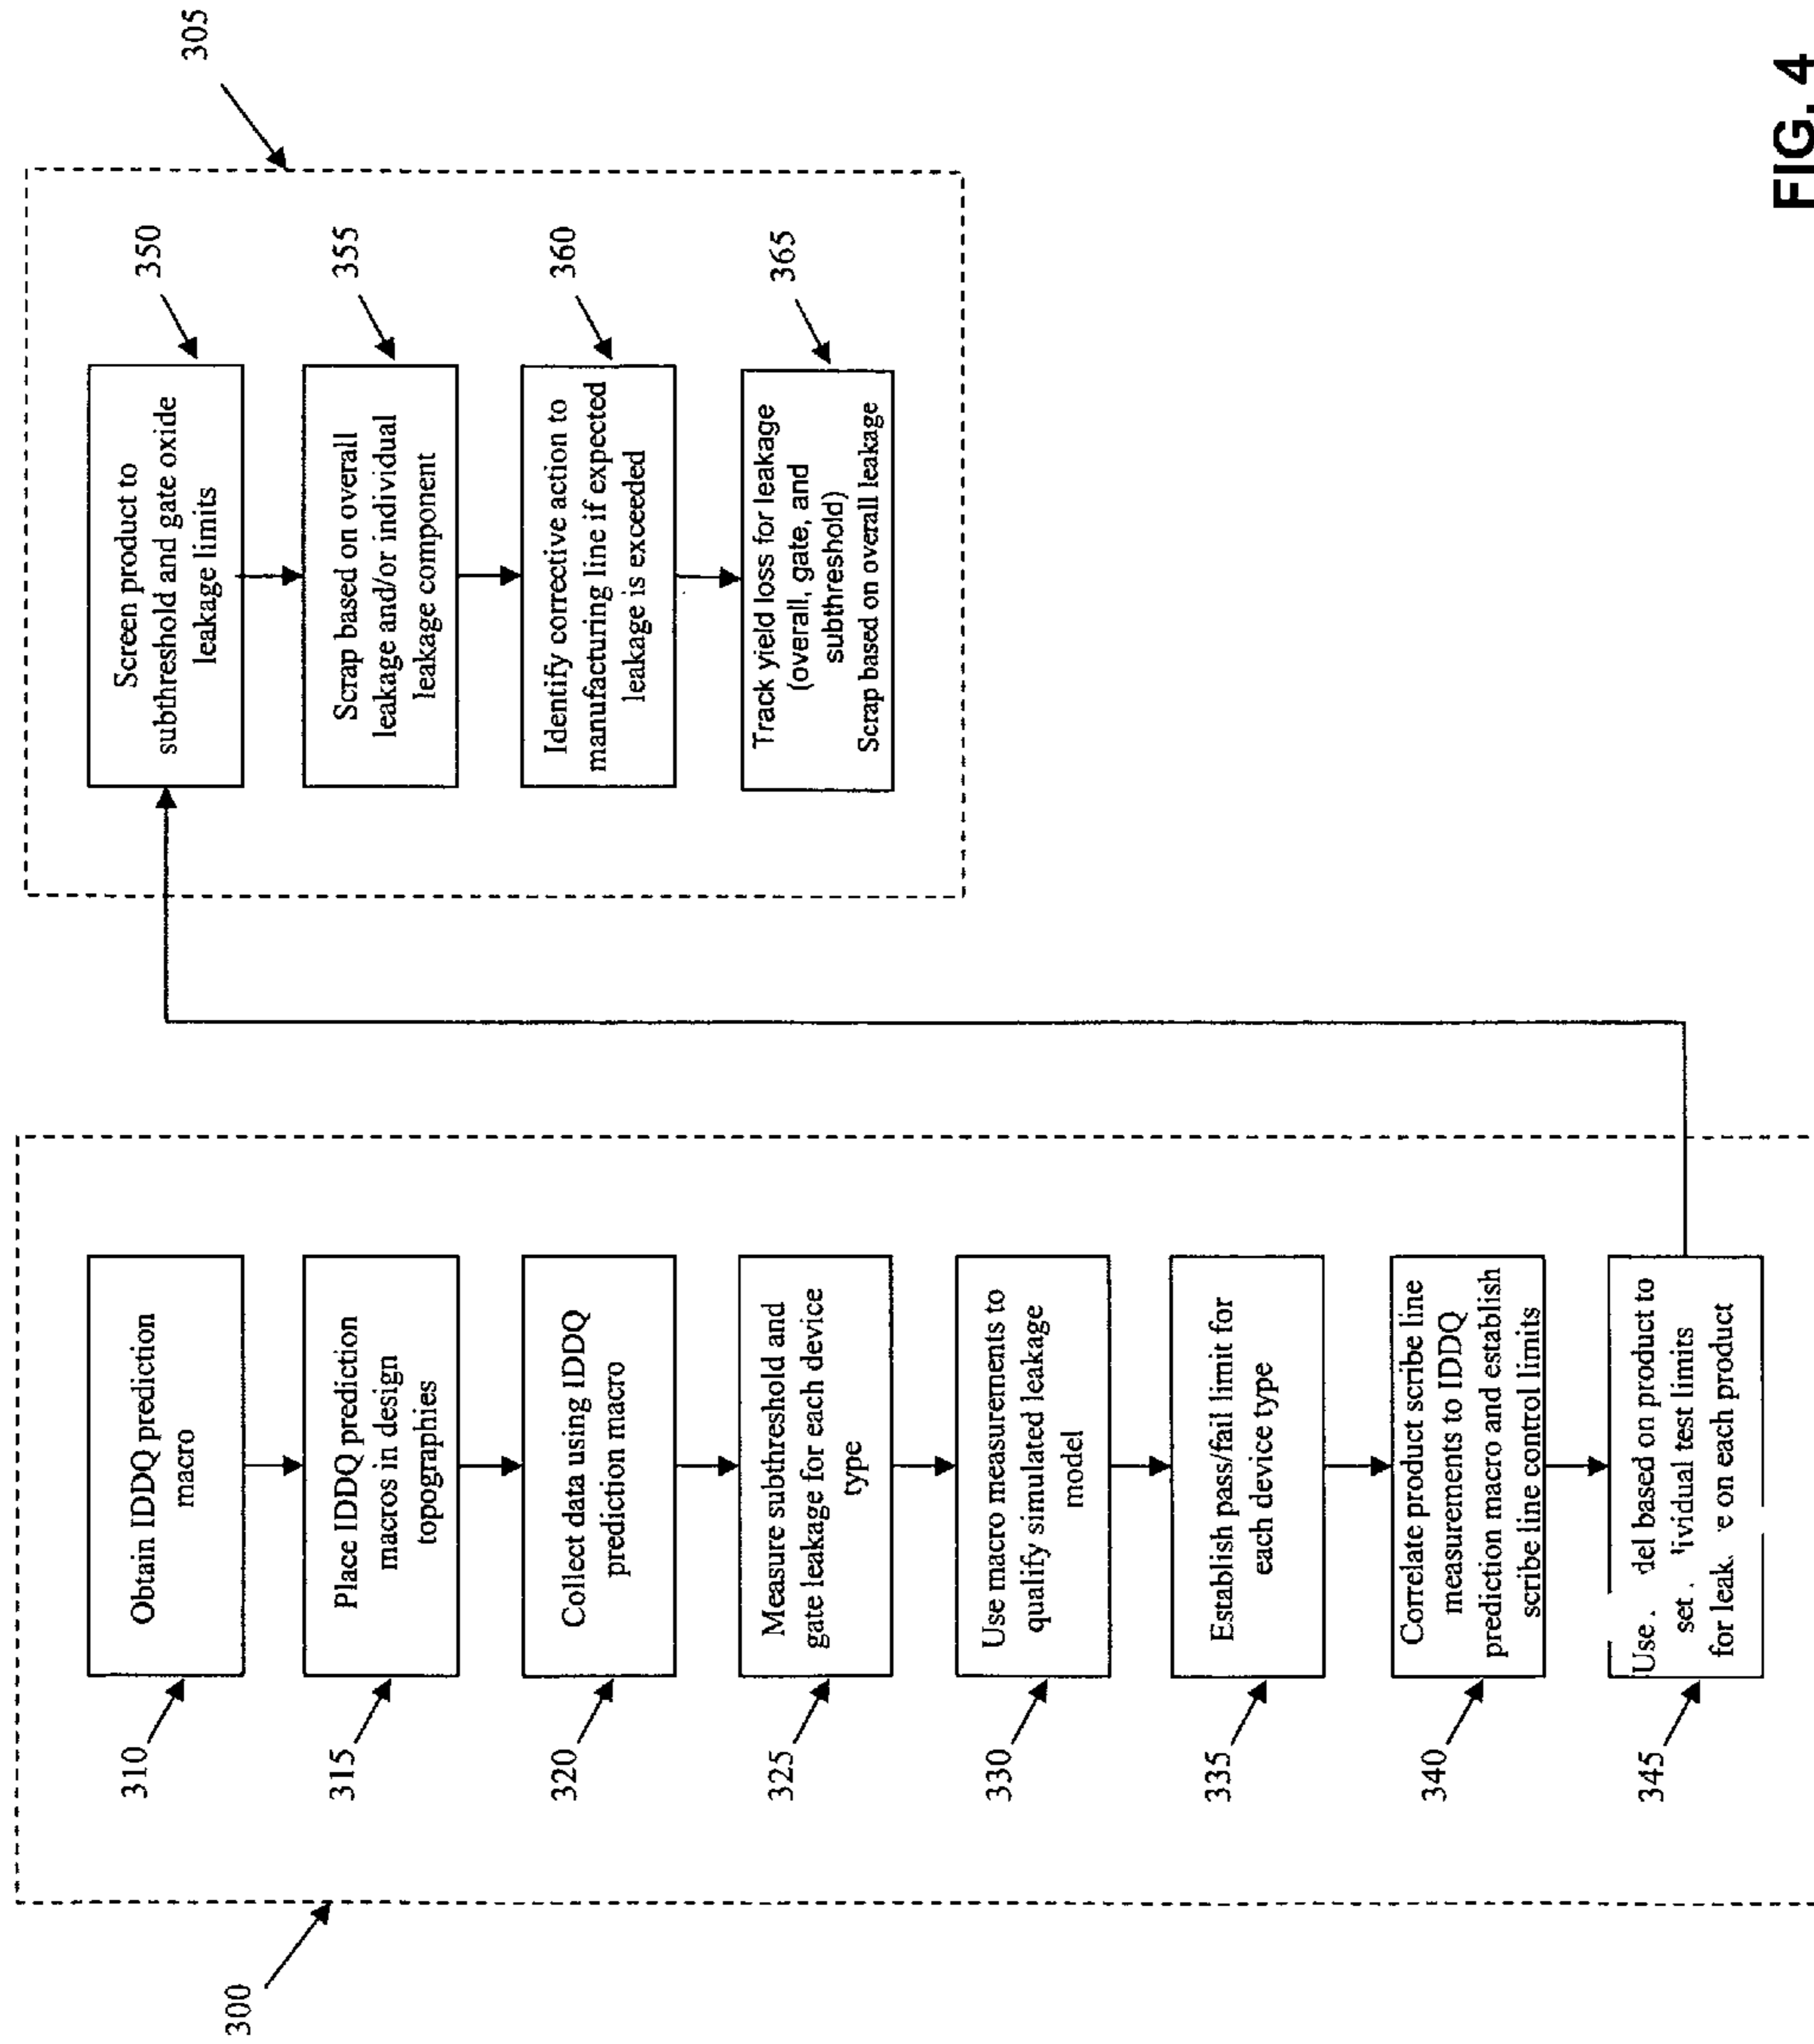 300
310
Obtain IDDQ prediction
macro
315
Place IDDQ prediction
macros in design
topographies
320
Collect data using IDDQ
prediction macro
325
Measure subthreshold and
gate leakage for each device
type
330
Use macro measurements to
qualify simulated leakage
model
335
Establish pass/fail limit for
each device type
340
Correlate product scribe line
measurements to IDDQ
prediction macro and establish
scribe line control limits
345
Use based on product to
set test limits
for on each product
305
350
Screen product to
subthreshold and gate oxide
leakage limits
355
Scrap based on overall
leakage and/or individual
leakage component
360
Identify corrective action to
manufacturing line if expected
leakage is exceeded
365
Track yield loss for leakage
(overall, gate, and
subthreshold)
Scrap based on overall leakage
FIG. 4